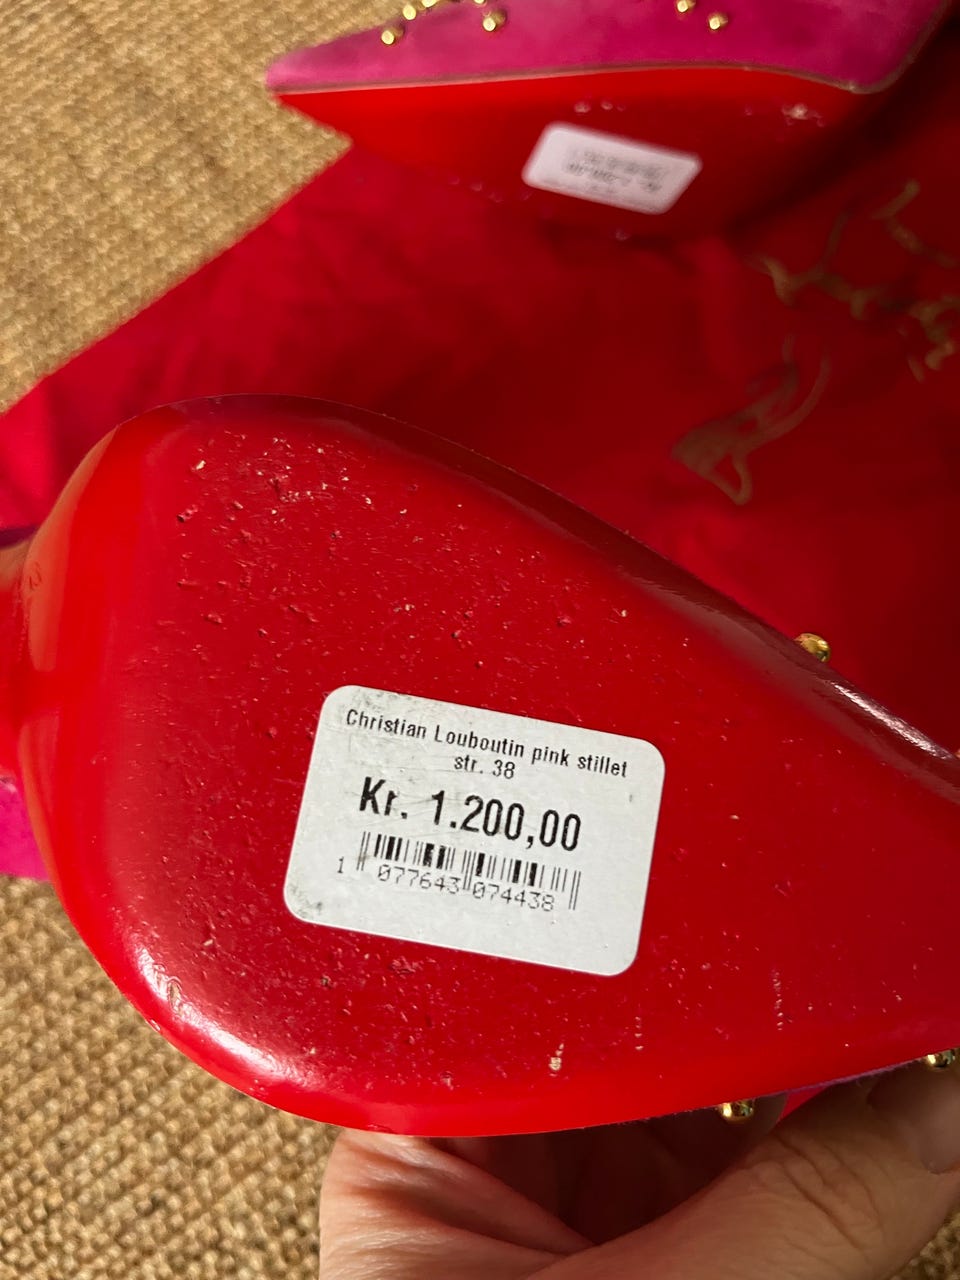 Christian Louboutin pink stillet
str. 38
Kr. 1.200,00
1 077643 074438